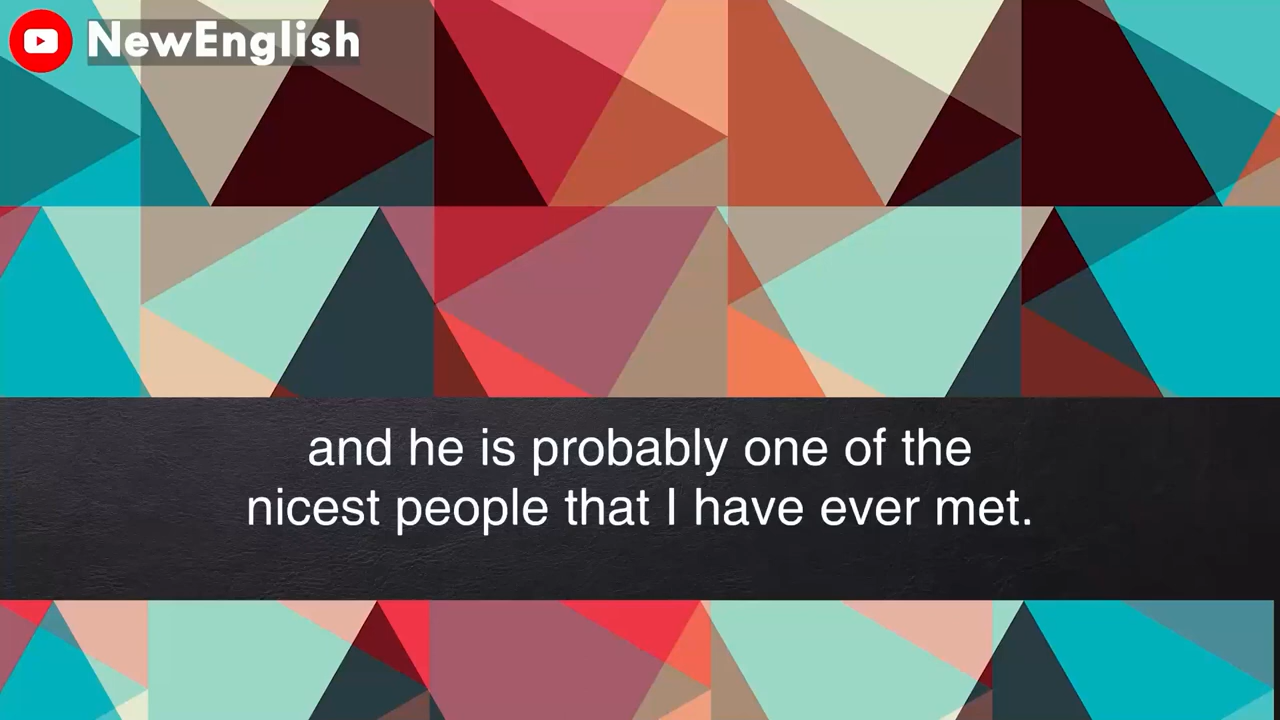 NewEnglish
and he is probably one of the
nicest people that I have ever met.